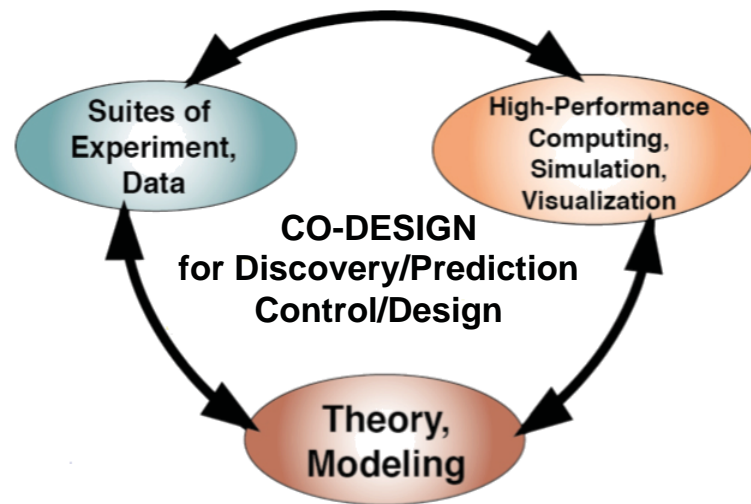 Suites of
Experiment,
Data
High-Performance
Computing,
Simulation,
Visualization
CO-DESIGN
for Discovery/Prediction
Control/Design
Theory,
Modeling